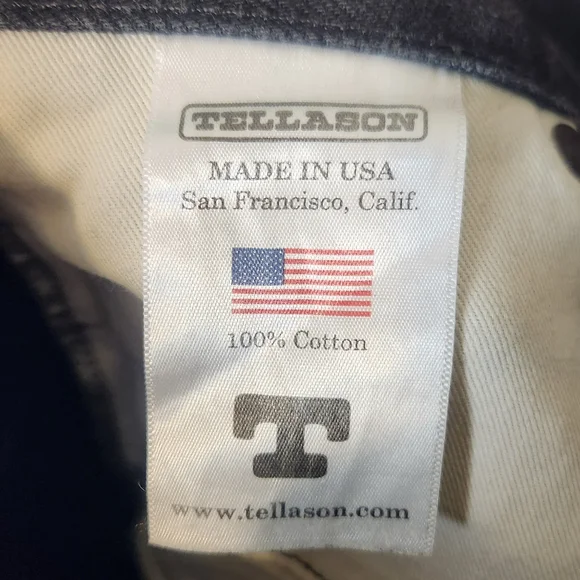 TELLASON
MADE IN USA
San Francisco, Calif.
100% Cotton
T
www.tellason.com